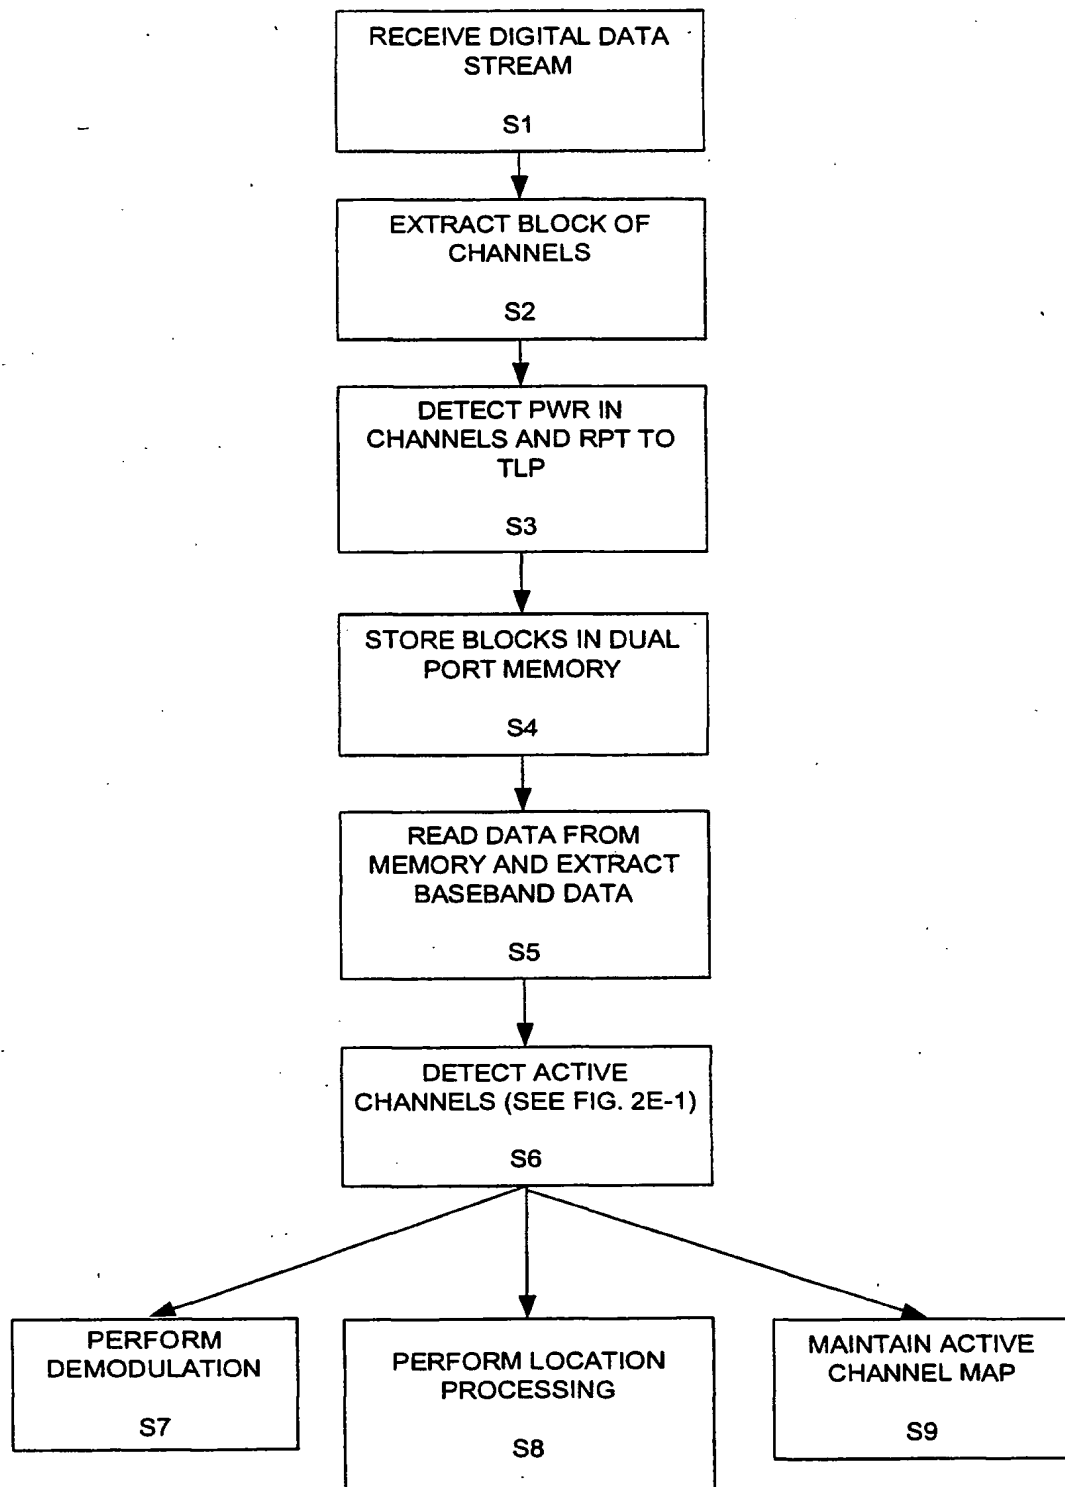 RECEIVE DIGITAL DATA
STREAM
S1
EXTRACT BLOCK OF
CHANNELS
S2
DETECT PWR IN
CHANNELS AND RPT TO
TLP
S3
STORE BLOCKS IN DUAL
PORT MEMORY
S4
READ DATA FROM
MEMORY AND EXTRACT
BASEBAND DATA
S5
DETECT ACTIVE
CHANNELS (SEE FIG. 2E-1)
S6
PERFORM
DEMODULATION
S7
PERFORM LOCATION
PROCESSING
S8
MAINTAIN ACTIVE
CHANNEL MAP
S9